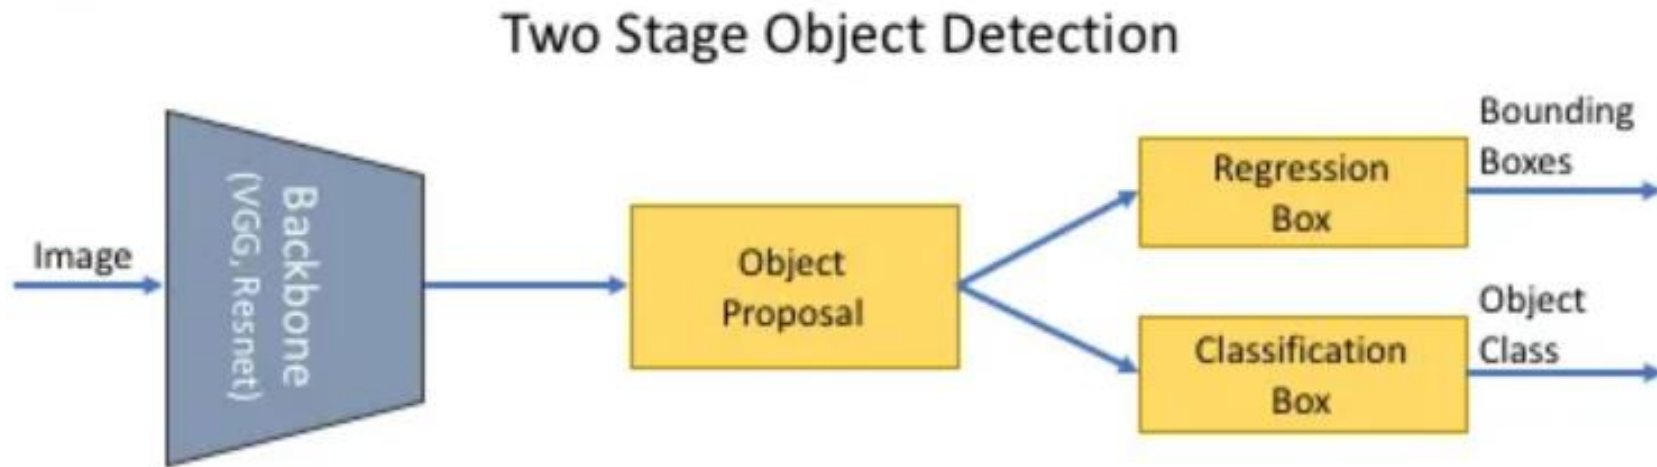 Two Stage Object Detection
Image
Backbone
(VGG, Resnet)
Object
Proposal
Regression
Box
Bounding
Boxes
Classification
Box
Object
Class